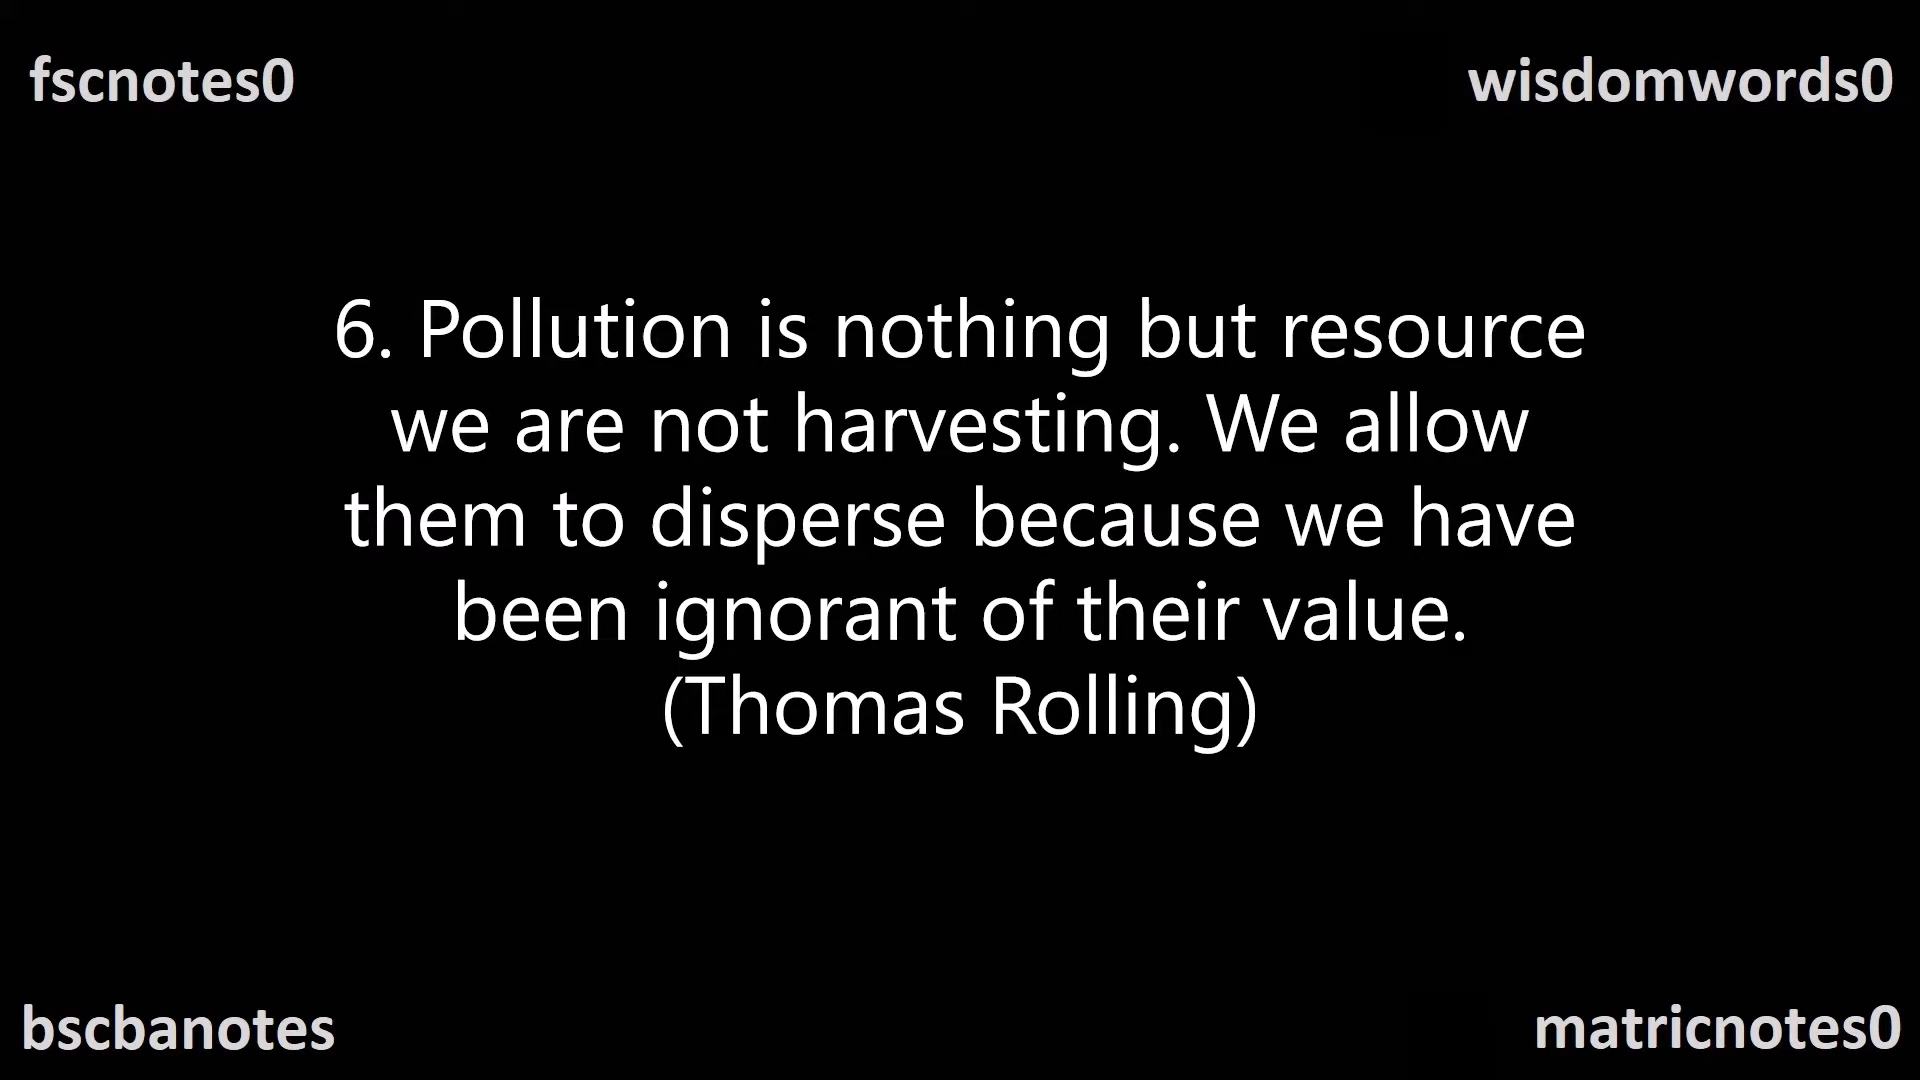 fscnotes0
wisdomwords0
6. Pollution is nothing but resource
we are not harvesting. We allow
them to disperse because we have
been ignorant of their value.
(Thomas Rolling)
bscbanotes
matricnotes0